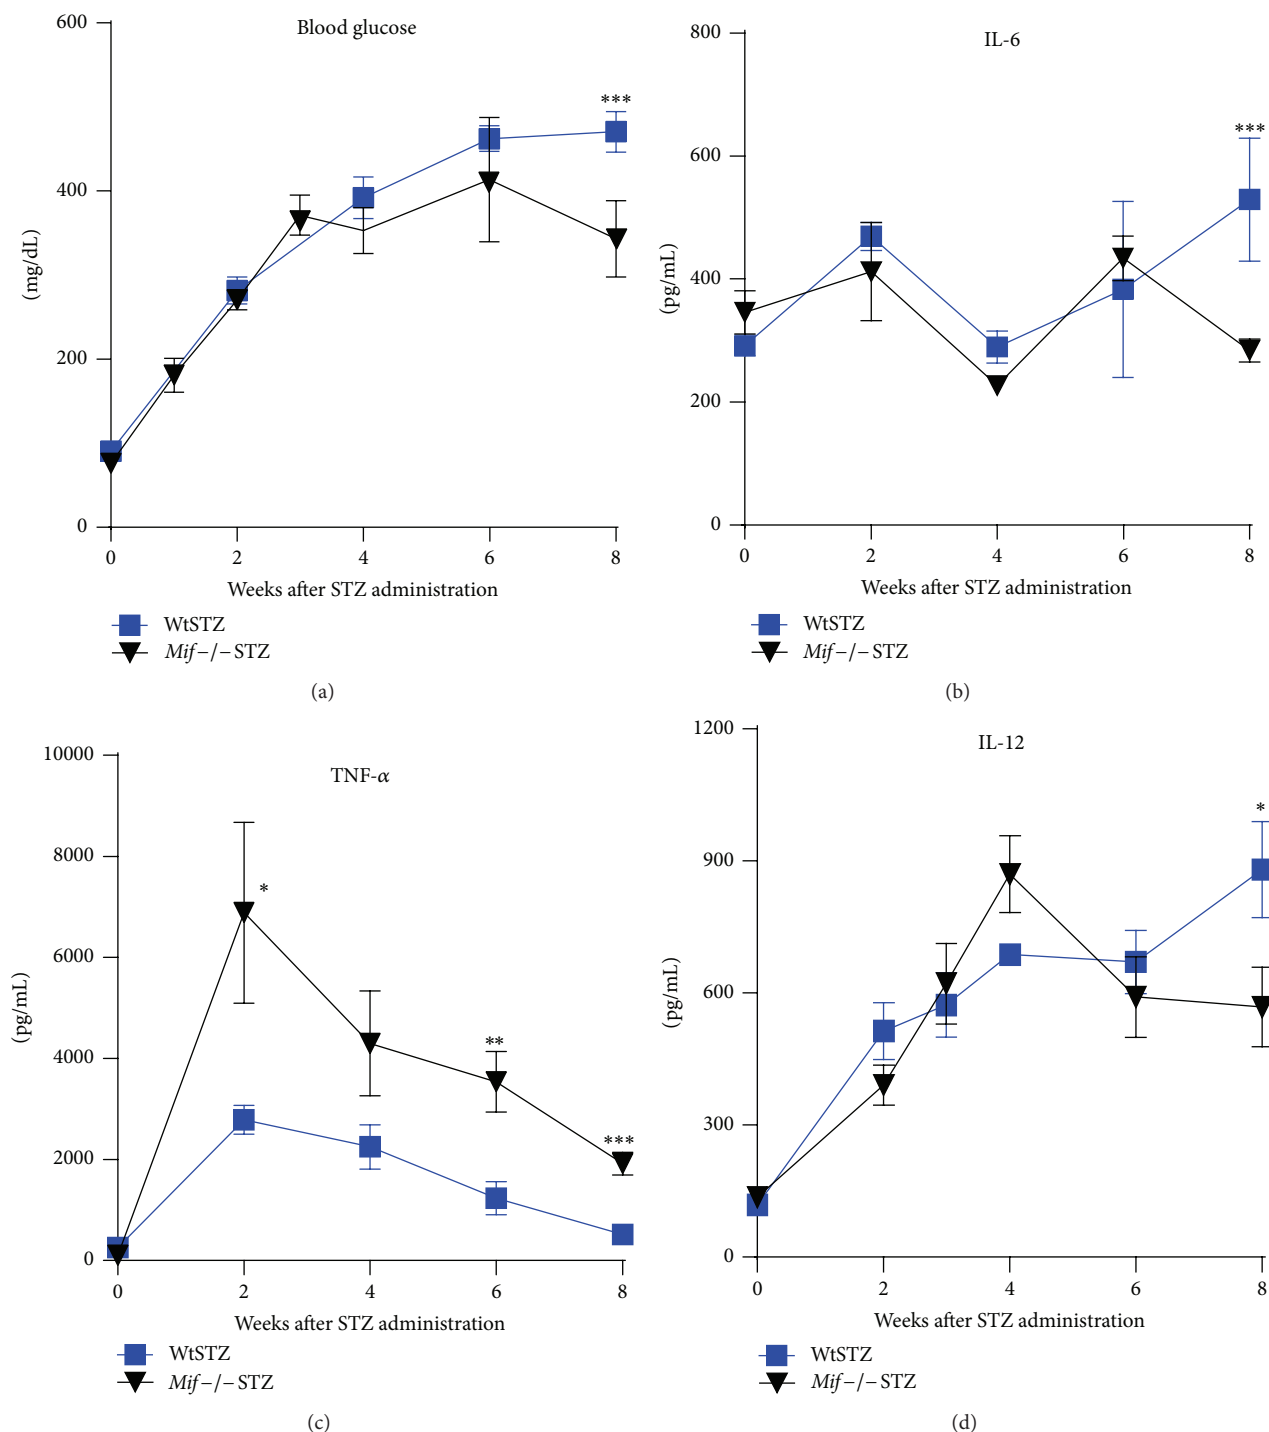 Blood glucose
600
400
200
0
(mg/dL)
0 2 4 6 8
***
Weeks after STZ administration
WtSTZ
Mif−/−STZ
(a)
IL-6
800
600
400
200
0
(pg/mL)
0 2 4 6 8
***
Weeks after STZ administration
WtSTZ
Mif−/−STZ
(b)
TNF-α
10000
8000
6000
4000
2000
0
(pg/mL)
0 2 4 6 8
*
**
***
Weeks after STZ administration
WtSTZ
Mif−/−STZ
(c)
IL-12
1200
900
600
300
0
(pg/mL)
0 2 4 6 8
*
Weeks after STZ administration
WtSTZ
Mif−/−STZ
(d)